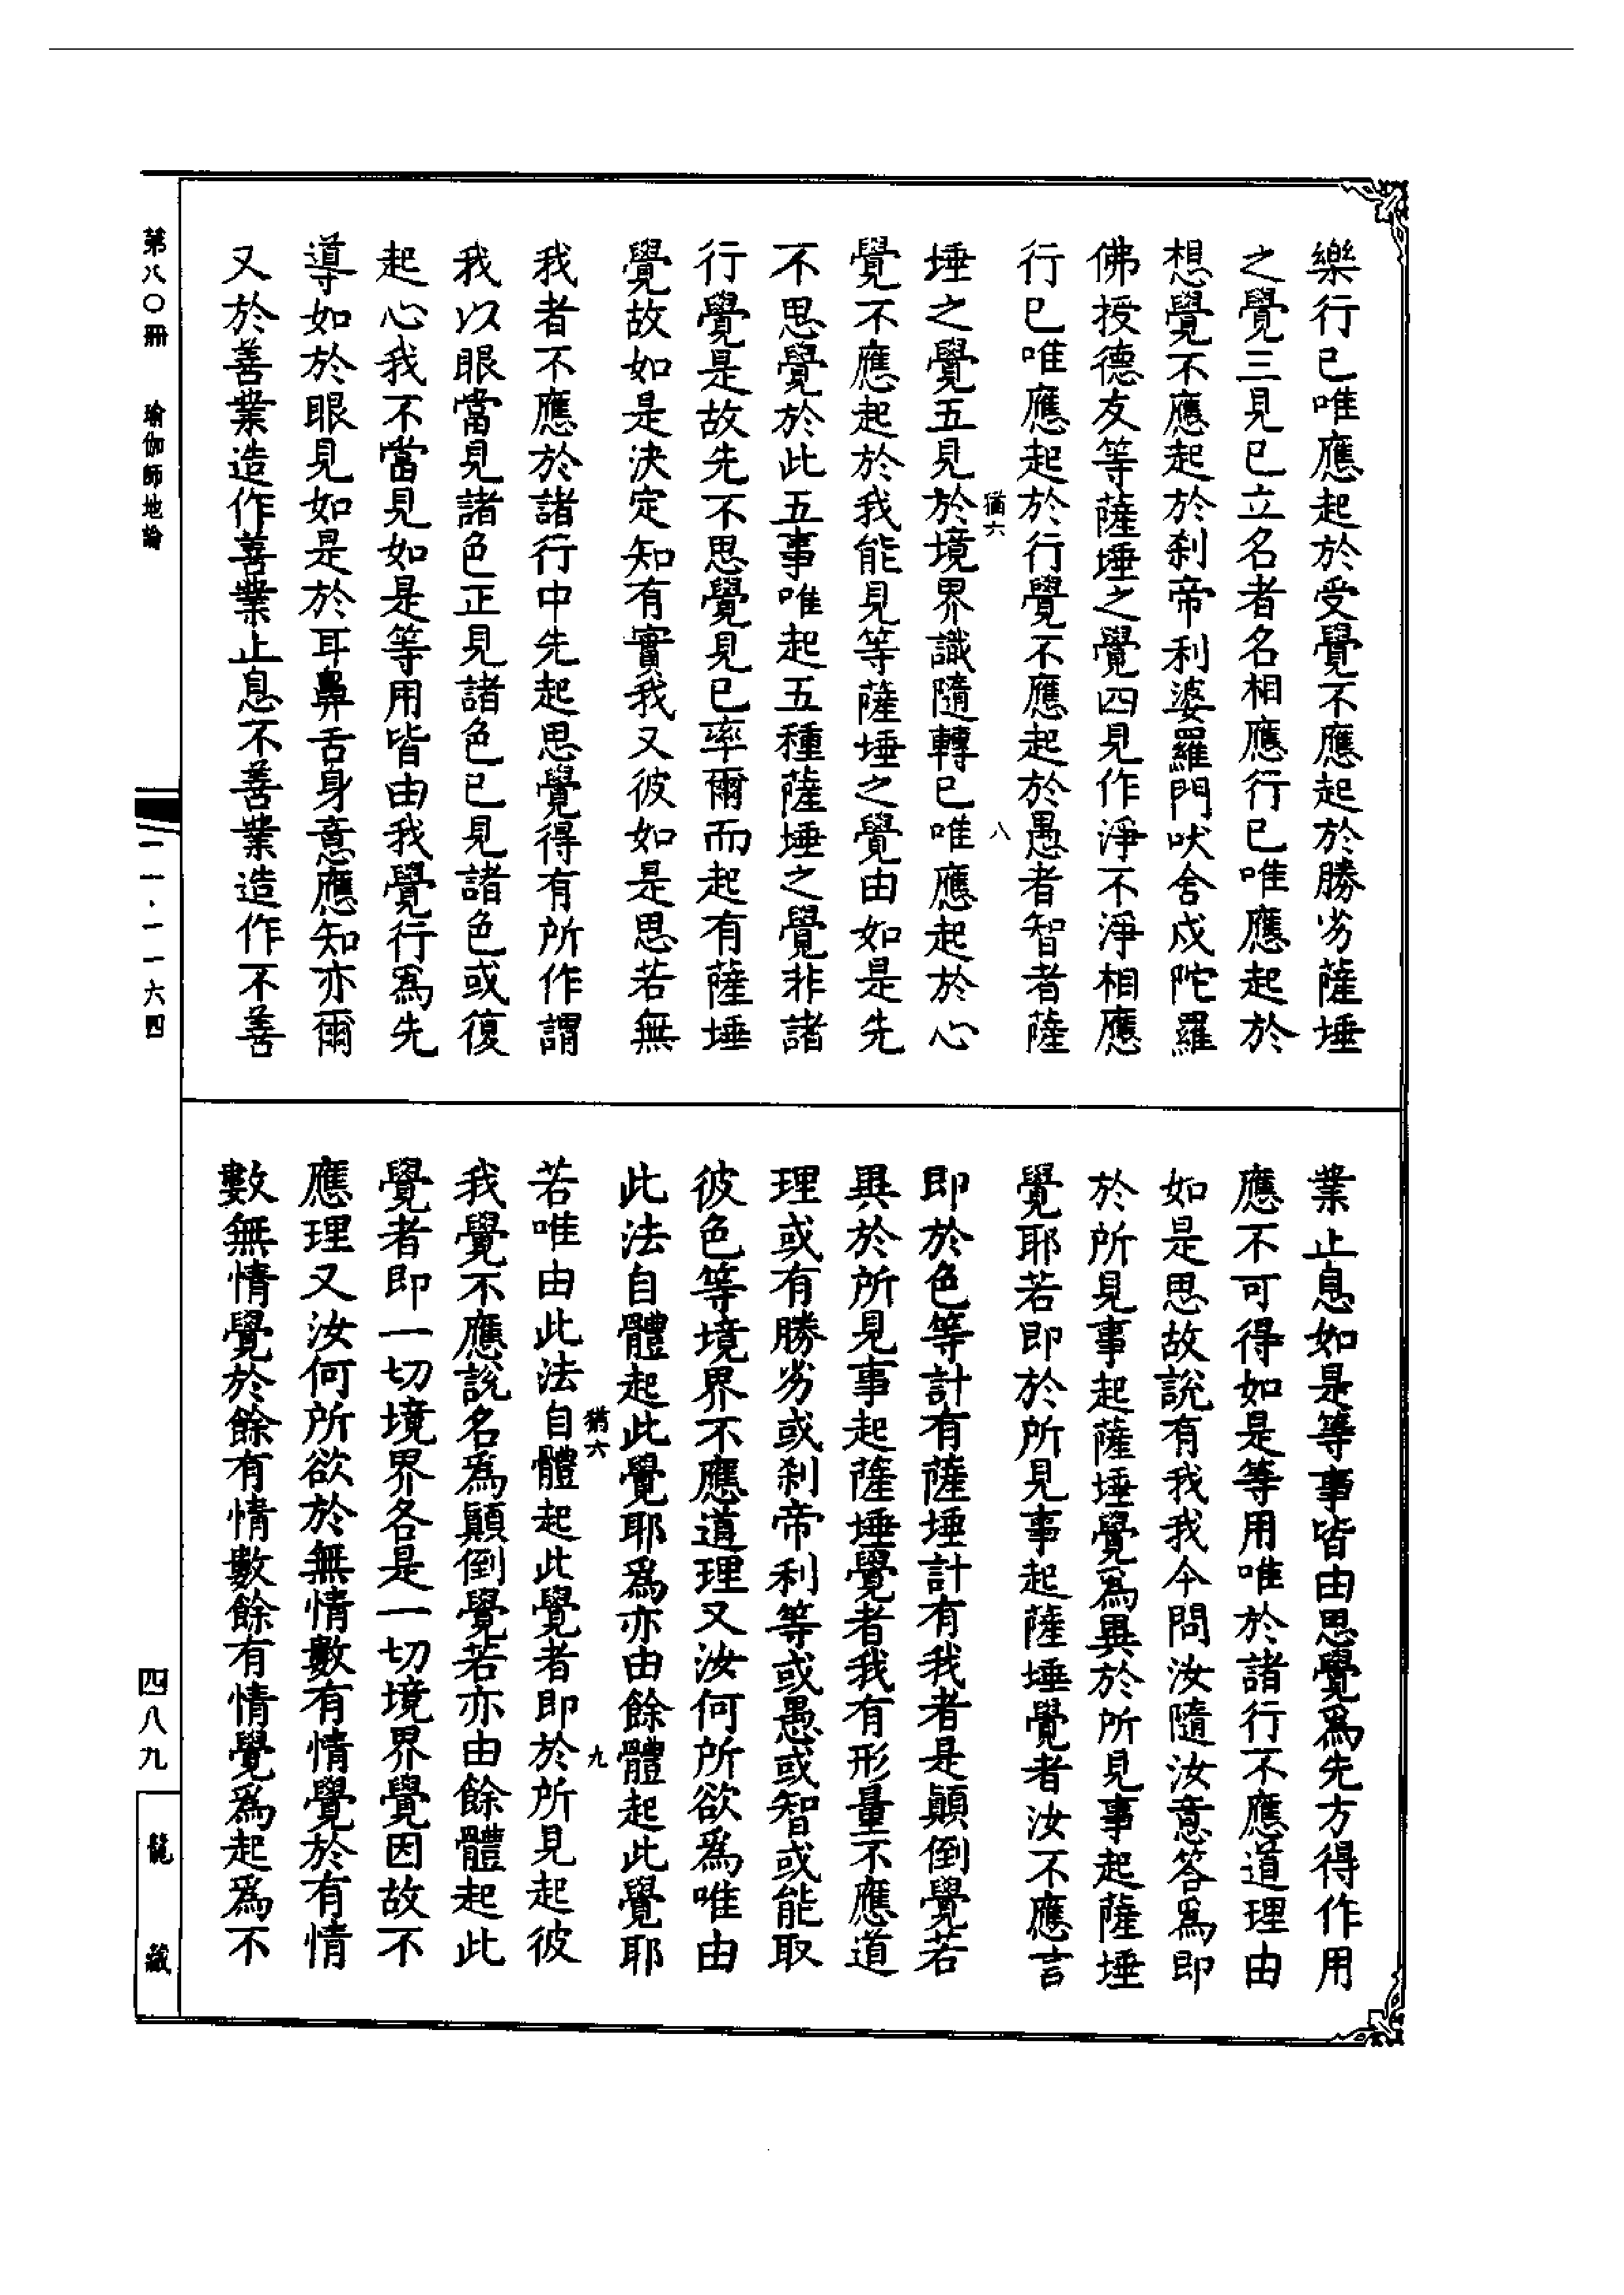 樂行已唯應起於受覺不應起於勝劣薩埵
之覺三見已立名者名相應行已唯應起於
想覺不應起於刹帝利婆羅門吠舍戍陀羅
佛授德友等薩埵之覺四見作淨不淨相應
行已唯應起於行覺不應起於愚者智者薩
猶六
八
埵之覺五見於境界識隨轉已唯應起於心
覺不應起於我能見等薩埵之覺由如是先
不思覺於此五事唯起五種薩埵之覺非諸
行覺是故先不思覺見已率爾而起有薩埵
覺故如是決定知有實我又彼如是思若無
我者不應於諸行中先起思覺得有所作謂
我以眼當見諸色正見諸色已見諸色或復
起心我不當見如是等用皆由我覺行爲先
導如於眼見如是於耳鼻舌身意應知亦爾
又於善業造作善業止息不善業造作不善
業止息如是等事皆由思覺爲先方得作用
應不可得如是等用唯於諸行不應道理由
如是思故說有我我今問汝隨汝意答爲即
於所見事起薩埵覺爲異於所見事起薩埵
覺耶若即於所見事起薩埵覺者汝不應言
即於色等計有薩埵計有我者是顛倒覺若
異於所見事起薩埵覺者我有形量不應道
理或有勝劣或刹帝利等或愚或智或能取
彼色等境界不應道理又汝何所欲爲唯由
此法自體起此覺耶爲亦由餘體起此覺耶
猶六
九
若唯由此法自體起此覺者即於所見起彼
我覺不應說名爲顛倒覺若亦由餘體起此
覺者即一切境界各是一切境界覺因故不
應理又汝何所欲於無情數有情覺於有情
數無情覺於餘有情數餘有情覺爲起爲不
第八〇冊
瑜伽師地論
一一·一一六四
四八九
龍藏